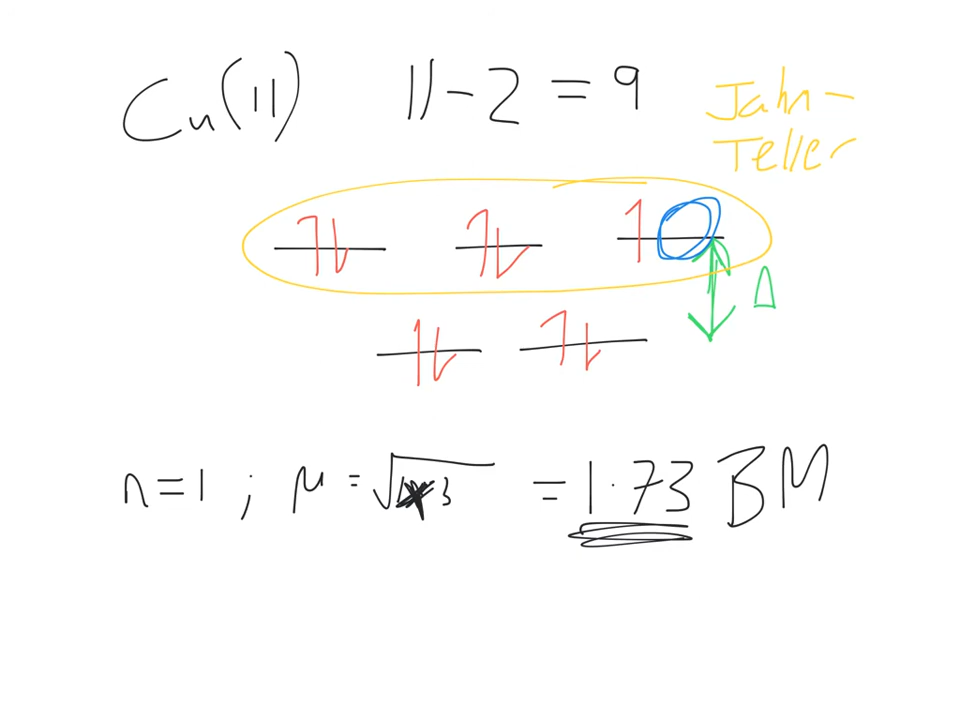 Cu(II) 11-2=9
Jahn-
Teller
↿⇂ ↿⇂ ↿
Δ
↿⇂ ↿⇂
n=1 ; μ = √3 = 1.73 BM